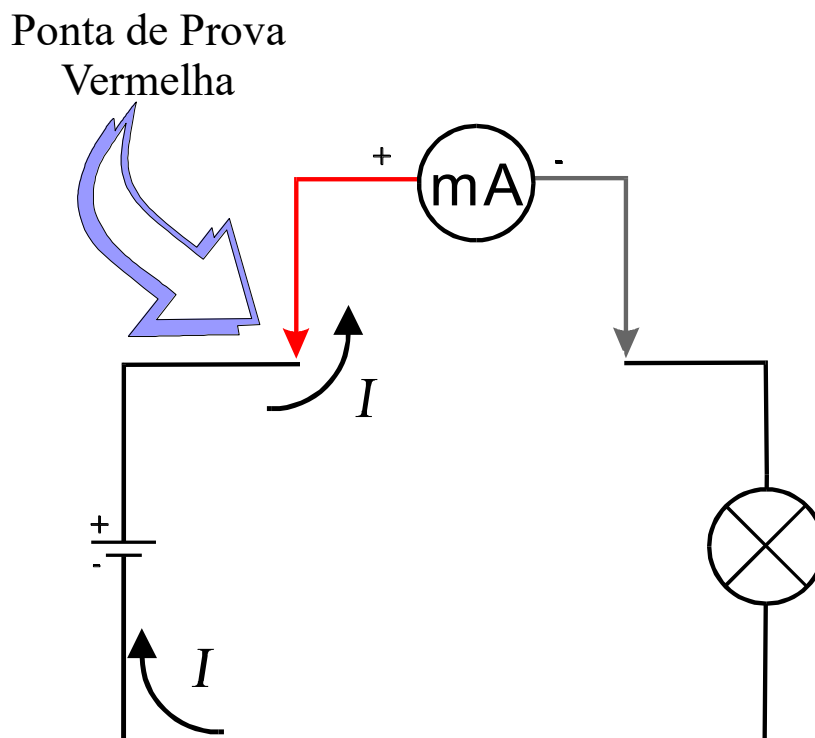 Ponta de Prova
Vermelha
+
mA
-
I
+
-
I